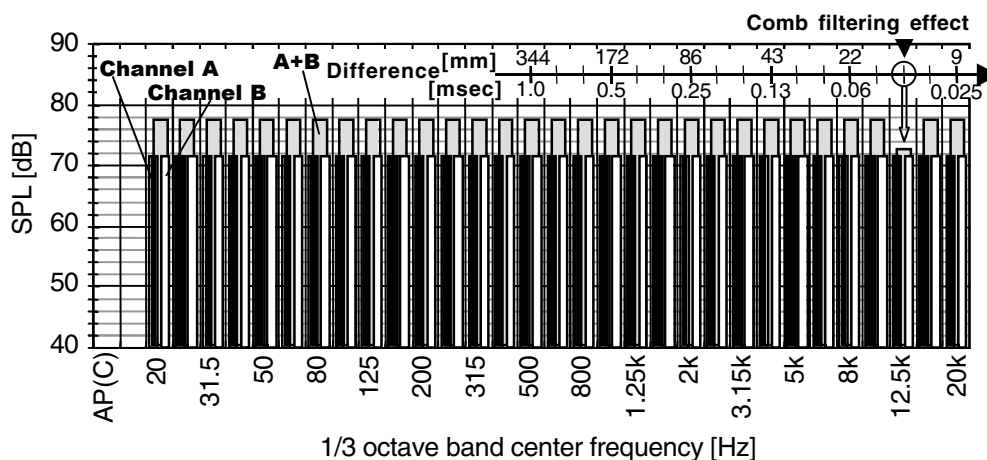 Comb filtering effect
90
Channel A
A+B
Difference [mm] 344 172 86 43 22 9
[msec] 1.0 0.5 0.25 0.13 0.06 0.025
Channel B
80
70
60
50
40
SPL [dB]
AP(C) 20 31.5 50 80 125 200 315 500 800 1.25k 2k 3.15k 5k 8k 12.5k 20k
1/3 octave band center frequency [Hz]